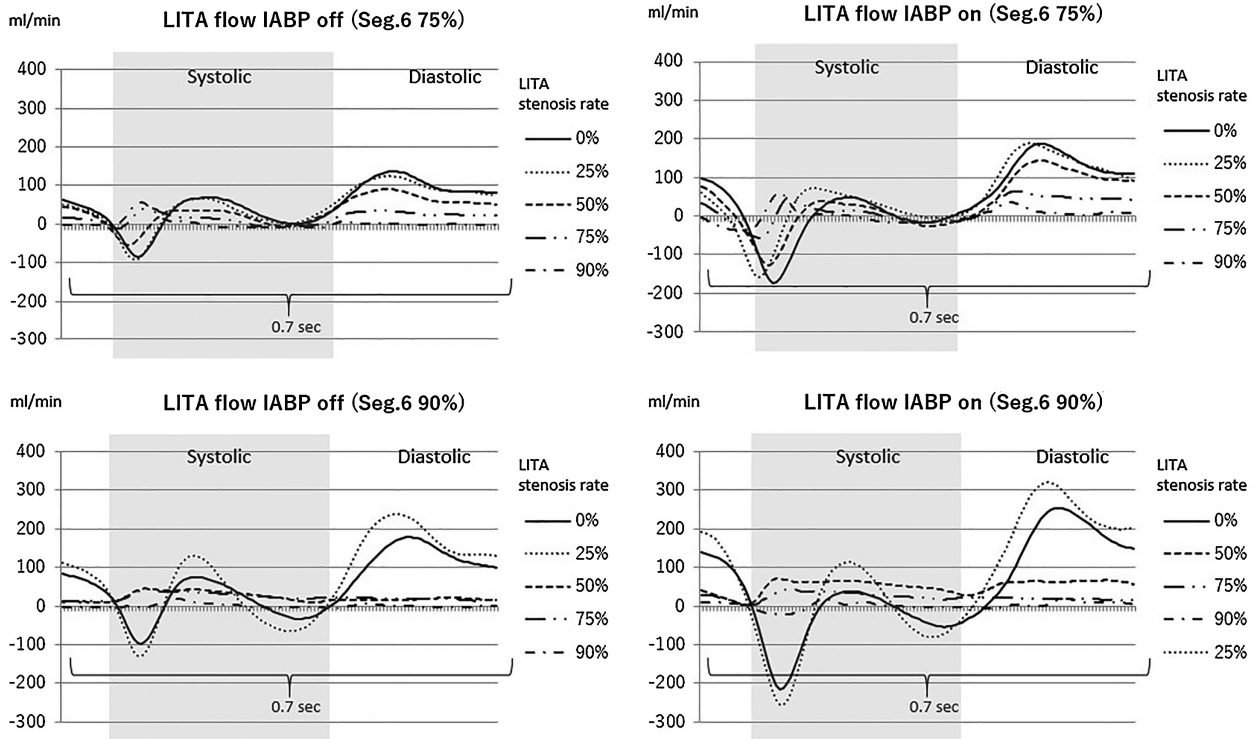 ml/min
LITA flow IABP off (Seg.6 75%)
400
300
200
100
0
-100
-200
-300
Systolic
Diastolic
0.7 sec
LITA
stenosis rate
0%
25%
50%
75%
90%
ml/min
LITA flow IABP on (Seg.6 75%)
400
300
200
100
0
-100
-200
-300
Systolic
Diastolic
0.7 sec
LITA
stenosis rate
0%
25%
50%
75%
90%
ml/min
LITA flow IABP off (Seg.6 90%)
400
300
200
100
0
-100
-200
-300
Systolic
Diastolic
0.7 sec
LITA
stenosis rate
0%
25%
50%
75%
90%
ml/min
LITA flow IABP on (Seg.6 90%)
400
300
200
100
0
-100
-200
-300
Systolic
Diastolic
0.7 sec
LITA
stenosis rate
0%
50%
75%
90%
25%